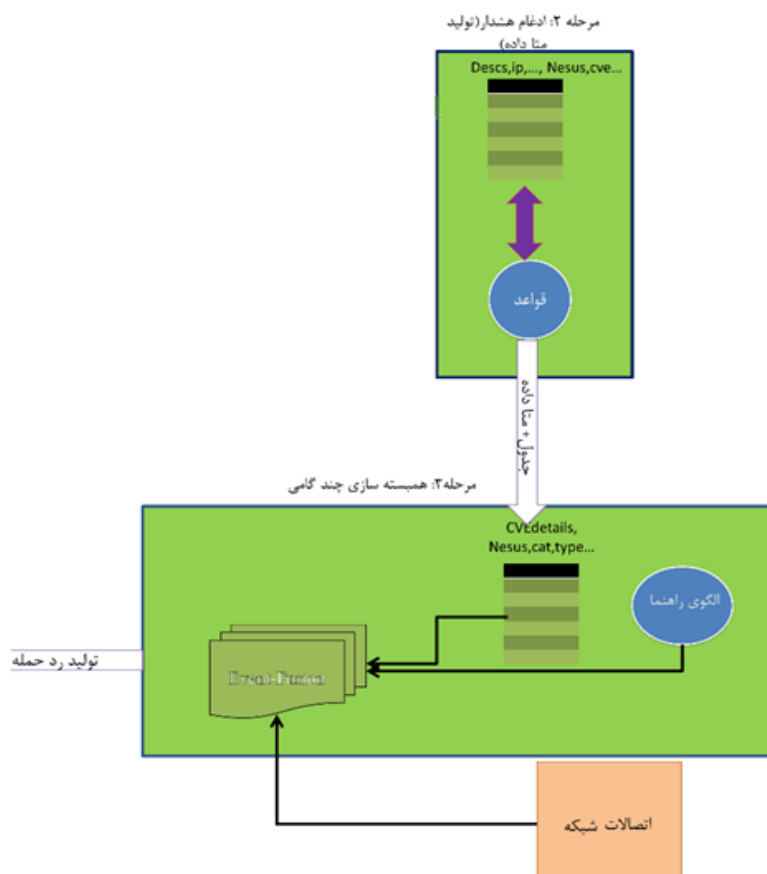 مرحله ۲: ادغام هشدار(تولید
متا داده)
Descs,ip,..., Nesus,cve...
قواعد
جدول+ متا داده
مرحله۳: همبسته سازی چند گامی
CVEdetails,
Nesus,cat,type...
الگوی راهنما
Event-Fusion
تولید رد حمله
اتصالات شبکه